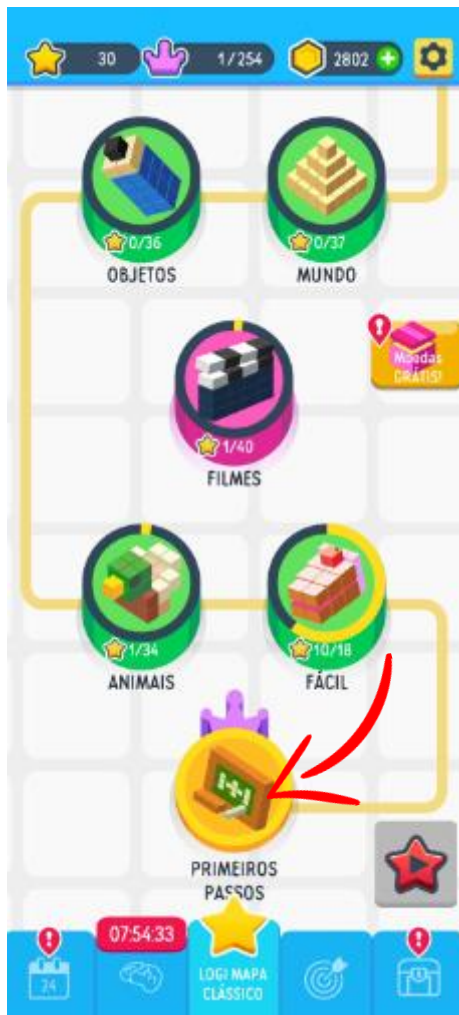 30 1/254 2802
0/36 0/37
OBJETOS MUNDO
Moedas
GRÁTIS!
1/40
FILMES
1/34 10/18
ANIMAIS FÁCIL
1+1
PRIMEIROS
PASSOS
07:54:33
24
LOGI MAPA
CLÁSSICO